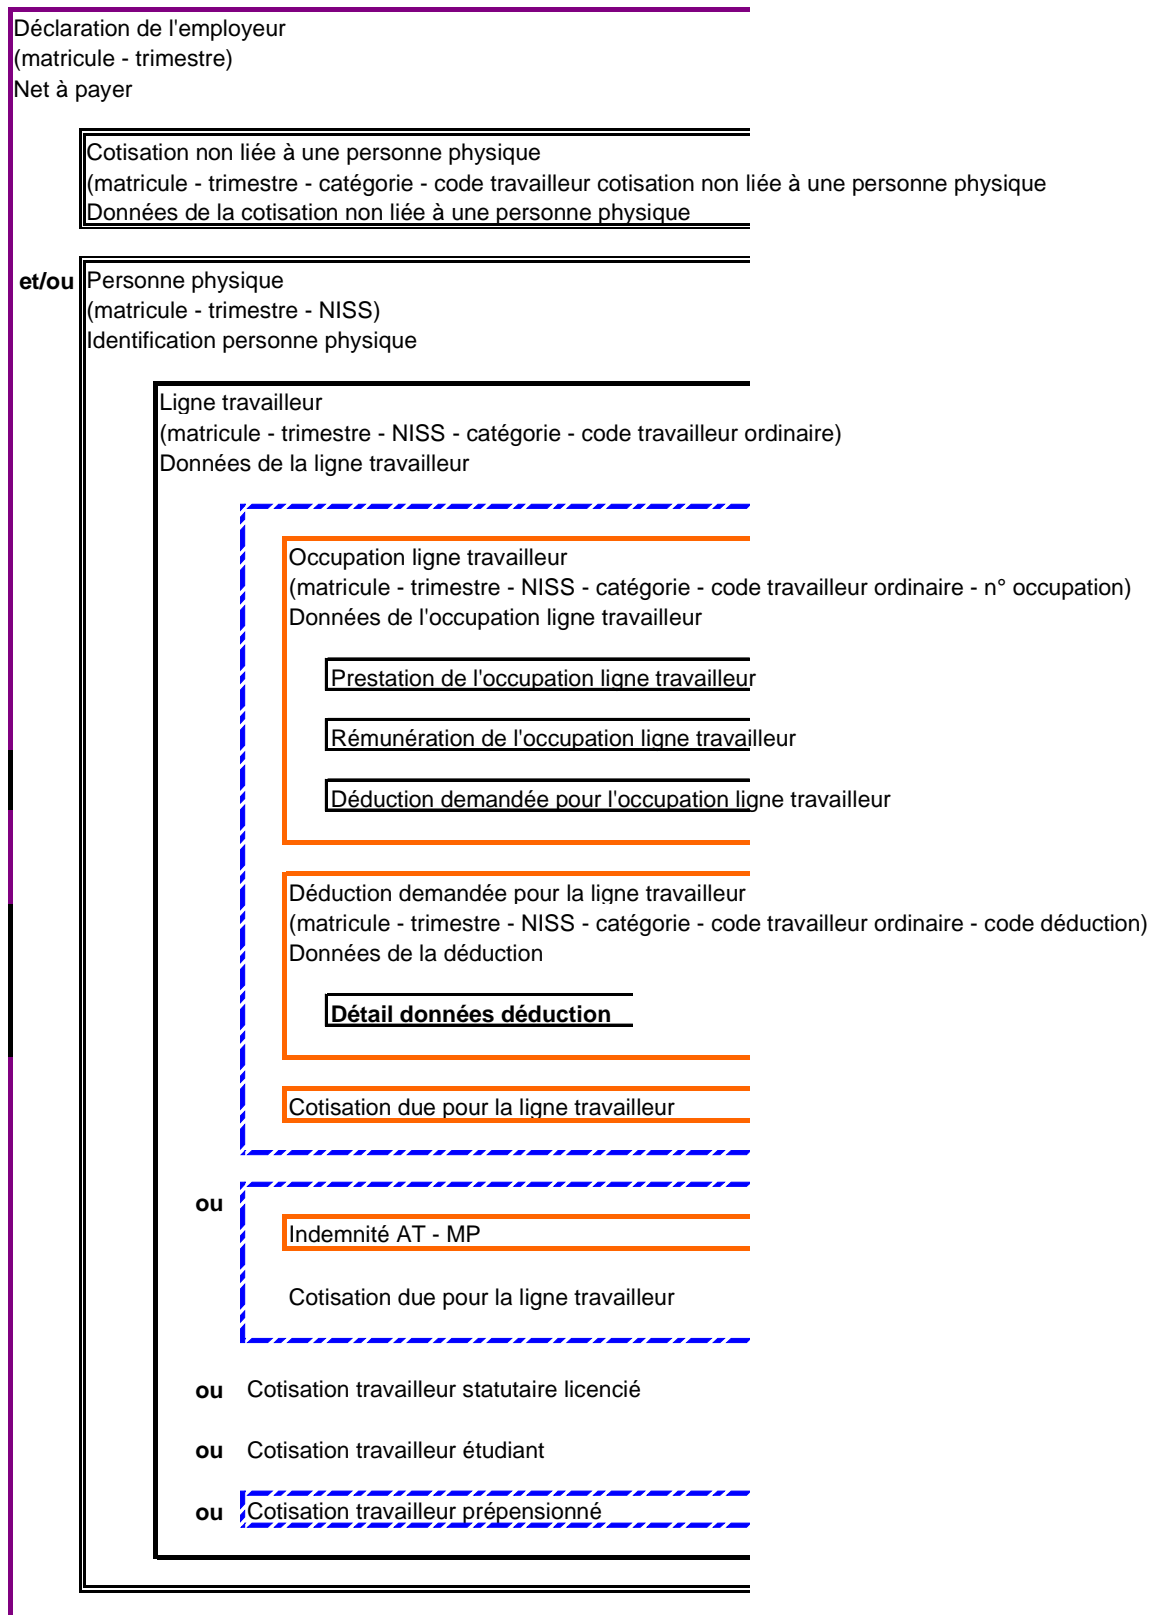 Déclaration de l'employeur
(matricule - trimestre)
Net à payer
Cotisation non liée à une personne physique
(matricule - trimestre - catégorie - code travailleur cotisation non liée à une personne physique
Données de la cotisation non liée à une personne physique
et/ou Personne physique
(matricule - trimestre - NISS)
Identification personne physique
Ligne travailleur
(matricule - trimestre - NISS - catégorie - code travailleur ordinaire)
Données de la ligne travailleur
Occupation ligne travailleur
(matricule - trimestre - NISS - catégorie - code travailleur ordinaire - n° occupation)
Données de l'occupation ligne travailleur
Prestation de l'occupation ligne travailleur
Rémunération de l'occupation ligne travailleur
Déduction demandée pour l'occupation ligne travailleur
Déduction demandée pour la ligne travailleur
(matricule - trimestre - NISS - catégorie - code travailleur ordinaire - code déduction)
Données de la déduction
Détail données déduction
Cotisation due pour la ligne travailleur
ou
Indemnité AT - MP
Cotisation due pour la ligne travailleur
ou Cotisation travailleur statutaire licencié
ou Cotisation travailleur étudiant
ou Cotisation travailleur prépensionné